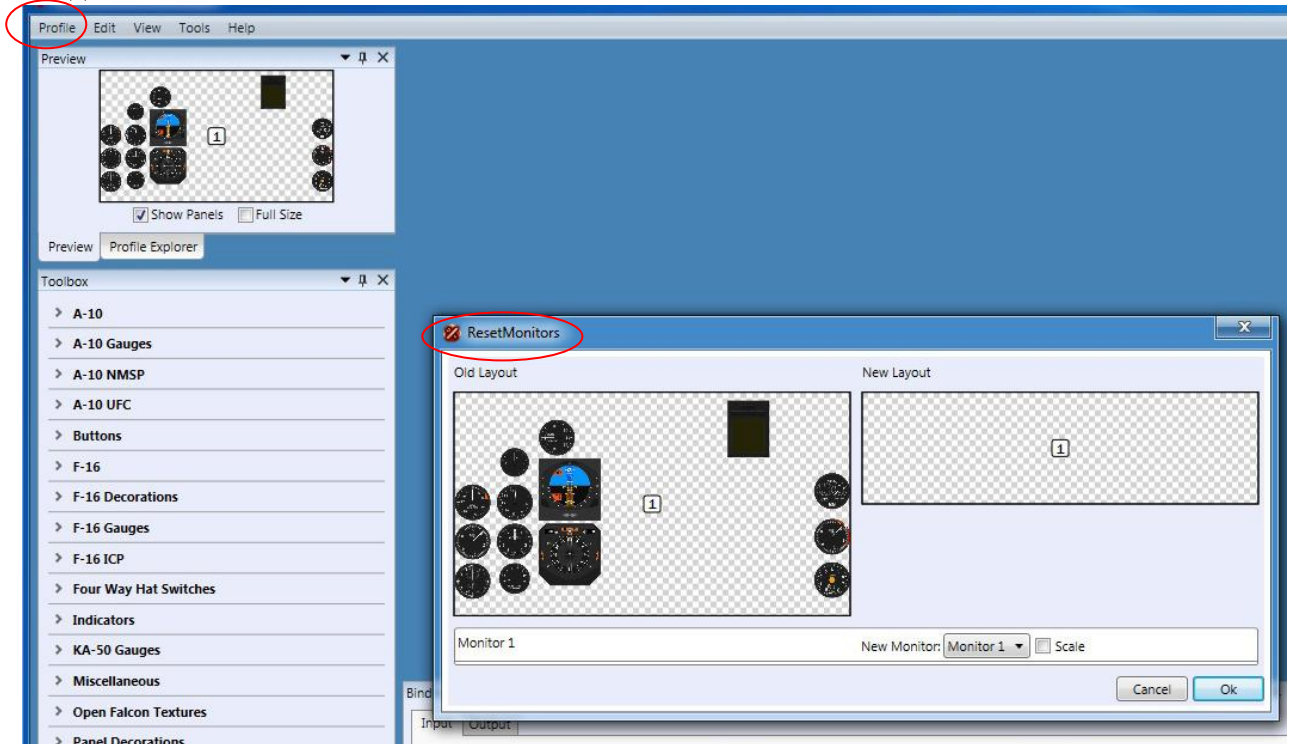 Profile Edit View Tools Help
Preview
1
Show Panels Full Size
Preview Profile Explorer
Toolbox
A-10
A-10 Gauges
A-10 NMSP
A-10 UFC
Buttons
F-16
F-16 Decorations
F-16 Gauges
F-16 ICP
Four Way Hat Switches
Indicators
KA-50 Gauges
Miscellaneous
Open Falcon Textures
Panel Decorations
ResetMonitors
Old Layout New Layout
1 1
Monitor 1 New Monitor: Monitor 1 Scale
Cancel Ok
Bind
Input Output